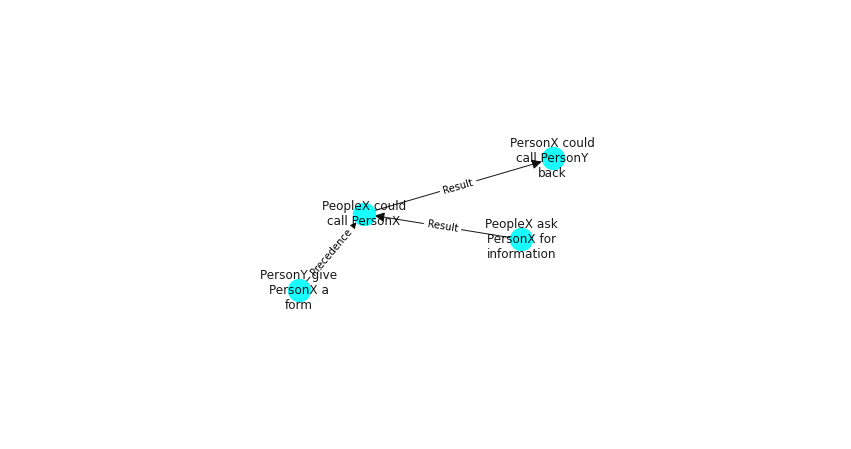 PersonX could
call PersonY
back
Result
PeopleX could
call PersonX
Result
PeopleX ask
PersonX for
information
Precedence
PersonY give
PersonX a
form